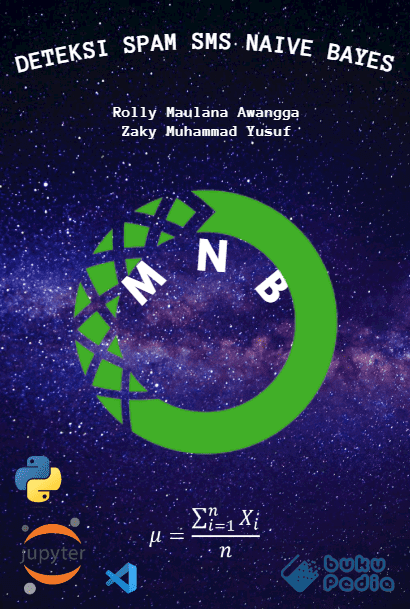 DETEKSI SPAM SMS NAIVE BAYES
Rolly Maulana Awangga
Zaky Muhammad Yusuf
M N B
μ = ∑ⁿᵢ₌₁ Xᵢ / n
jupyter
buku
Pedia